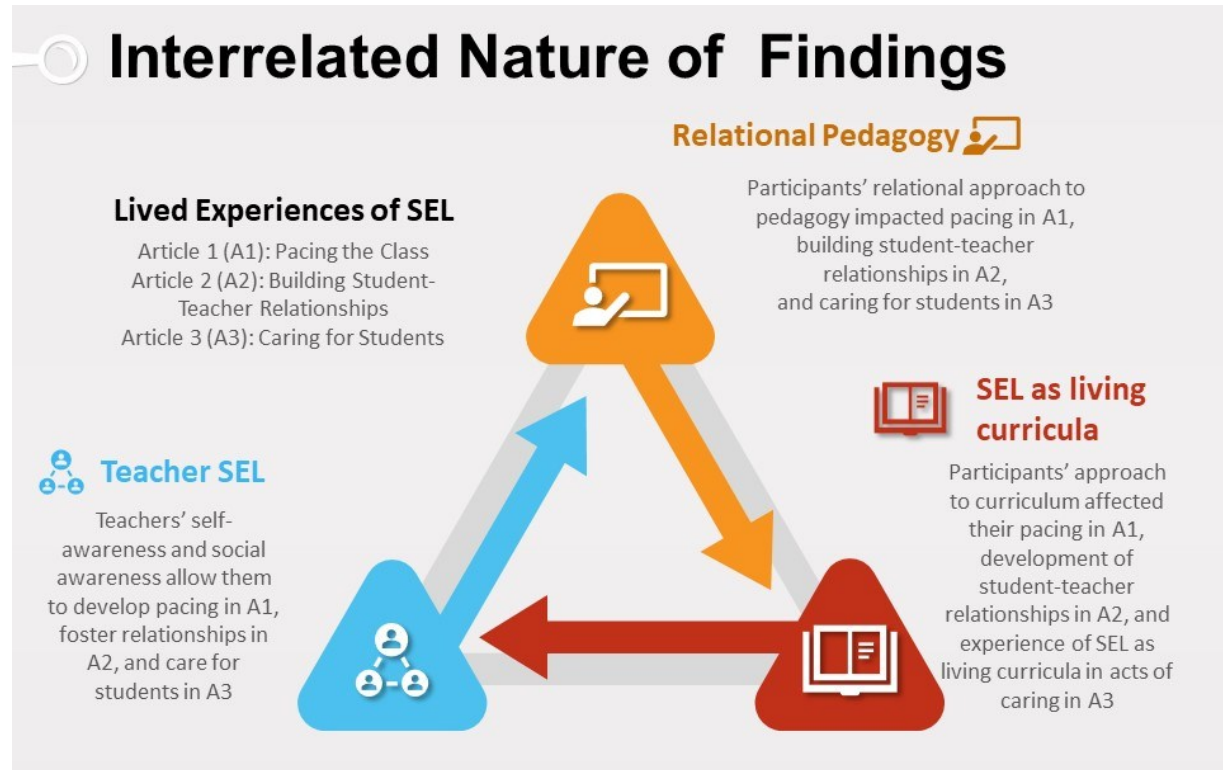 Interrelated Nature of Findings
Relational Pedagogy
Participants' relational approach to
pedagogy impacted pacing in A1,
building student-teacher
relationships in A2,
and caring for students in A3
Lived Experiences of SEL
Article 1 (A1): Pacing the Class
Article 2 (A2): Building Student-
Teacher Relationships
Article 3 (A3): Caring for Students
SEL as living
curricula
Participants' approach
to curriculum affected
their pacing in A1,
development of
student-teacher
relationships in A2, and
experience of SEL as
living curricula in acts of
caring in A3
Teacher SEL
Teachers' self-
awareness and social
awareness allow them
to develop pacing in A1,
foster relationships in
A2, and care for
students in A3